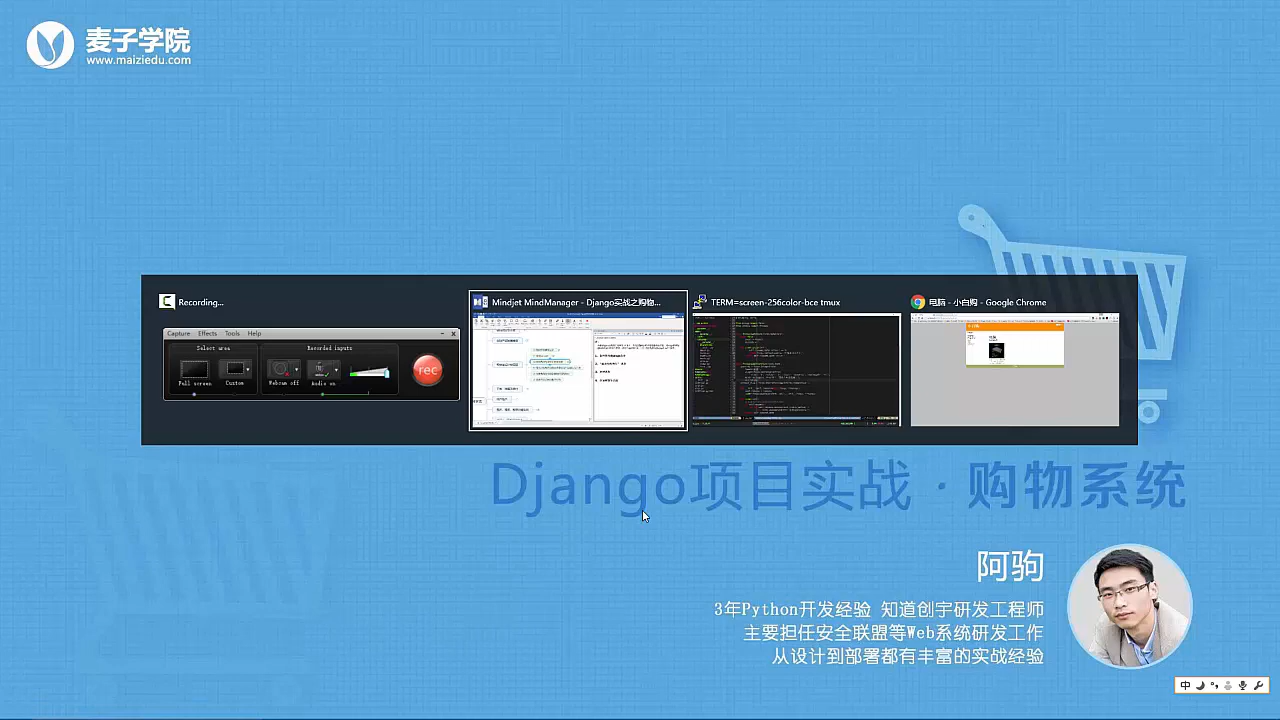 麦子学院
www.maiziedu.com
Recording...
Mindjet MindManager - Django实战之购物...
TERM=screen-256color-bce tmux
电脑 - 小白购 - Google Chrome
Capture Effects Tools Help
Select area
Recorded inputs
Full screen
Custom
Webcam off
Audio on
rec
Django项目实战·购物系统
阿驹
3年Python开发经验 知道创宇研发工程师
主要担任安全联盟等Web系统研发工作
从设计到部署都有丰富的实战经验
中